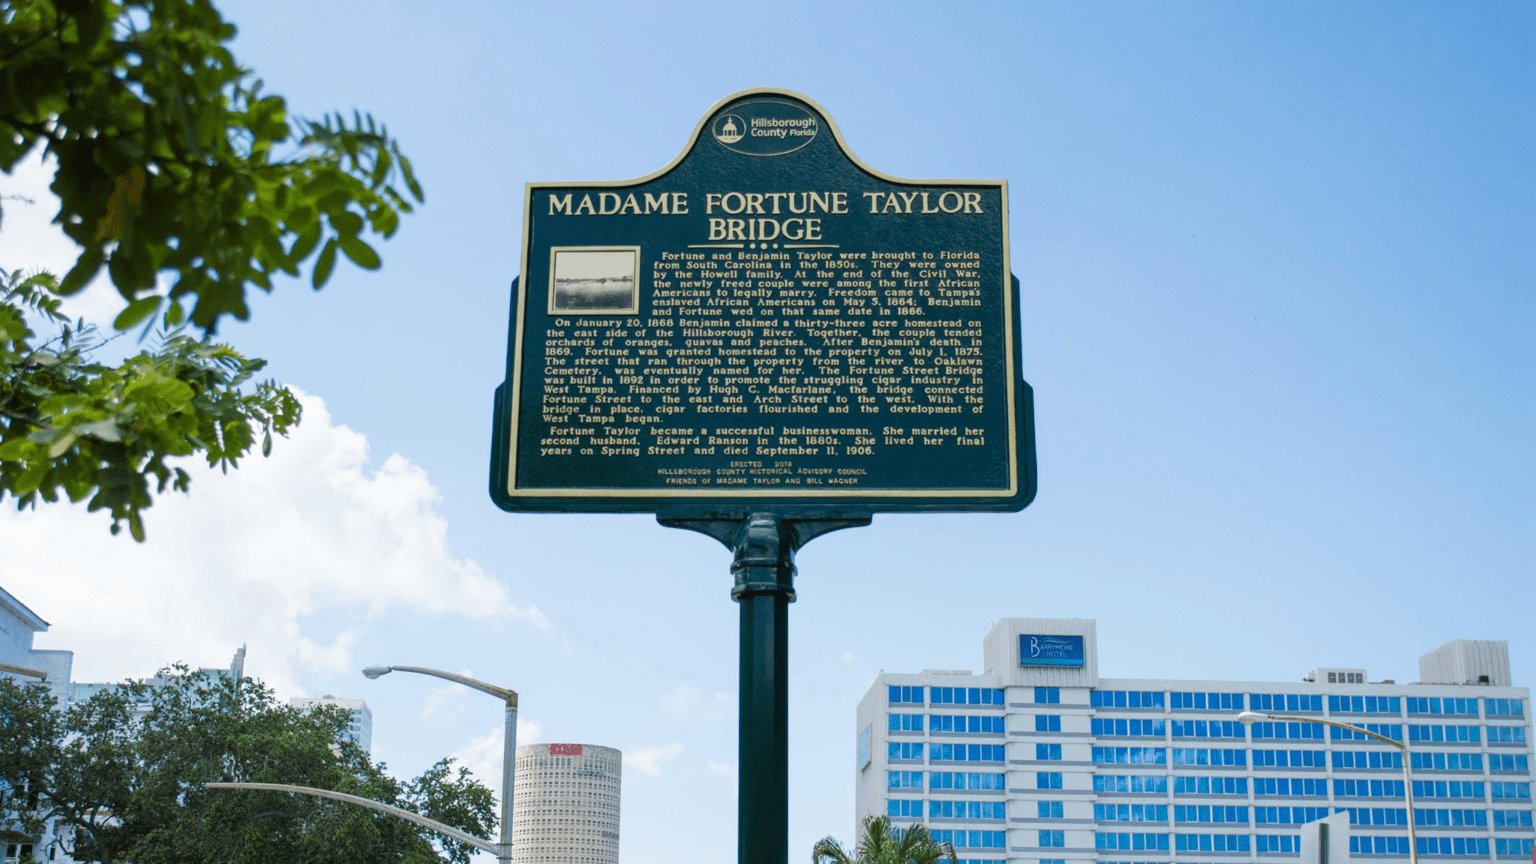 Hillsborough
County Florida
MADAME FORTUNE TAYLOR
BRIDGE
Fortune and Benjamin Taylor were brought to Florida
from South Carolina in the 1850s. They were owned
by the Howell family. At the end of the Civil War,
the newly freed couple were among the first African
Americans to legally marry. Freedom came to Tampa's
enslaved African Americans on May 5, 1864; Benjamin
and Fortune wed on that same date in 1866.
On January 20, 1868 Benjamin claimed a thirty-three acre homestead on
the east side of the Hillsborough River. Together, the couple tended
orchards of oranges, guavas and peaches. After Benjamin's death in
1869, Fortune was granted homestead to the property on July 1, 1875.
The street that ran through the property from the river to Oaklawn
Cemetery, was eventually named for her. The Fortune Street Bridge
was built in 1892 in order to promote the struggling cigar industry in
West Tampa. Financed by Hugh C. Macfarlane, the bridge connected
Fortune Street to the east and Arch Street to the west. With the
bridge in place, cigar factories flourished and the development of
West Tampa began.
Fortune Taylor became a successful businesswoman. She married her
second husband, Edward Ranson in the 1880s. She lived her final
years on Spring Street and died September 11, 1906.
ERECTED 2018
HILLSBOROUGH COUNTY HISTORICAL ADVISORY COUNCIL
FRIENDS OF MADAME TAYLOR AND BILL WAGNER
BARRYMORE
HOTEL